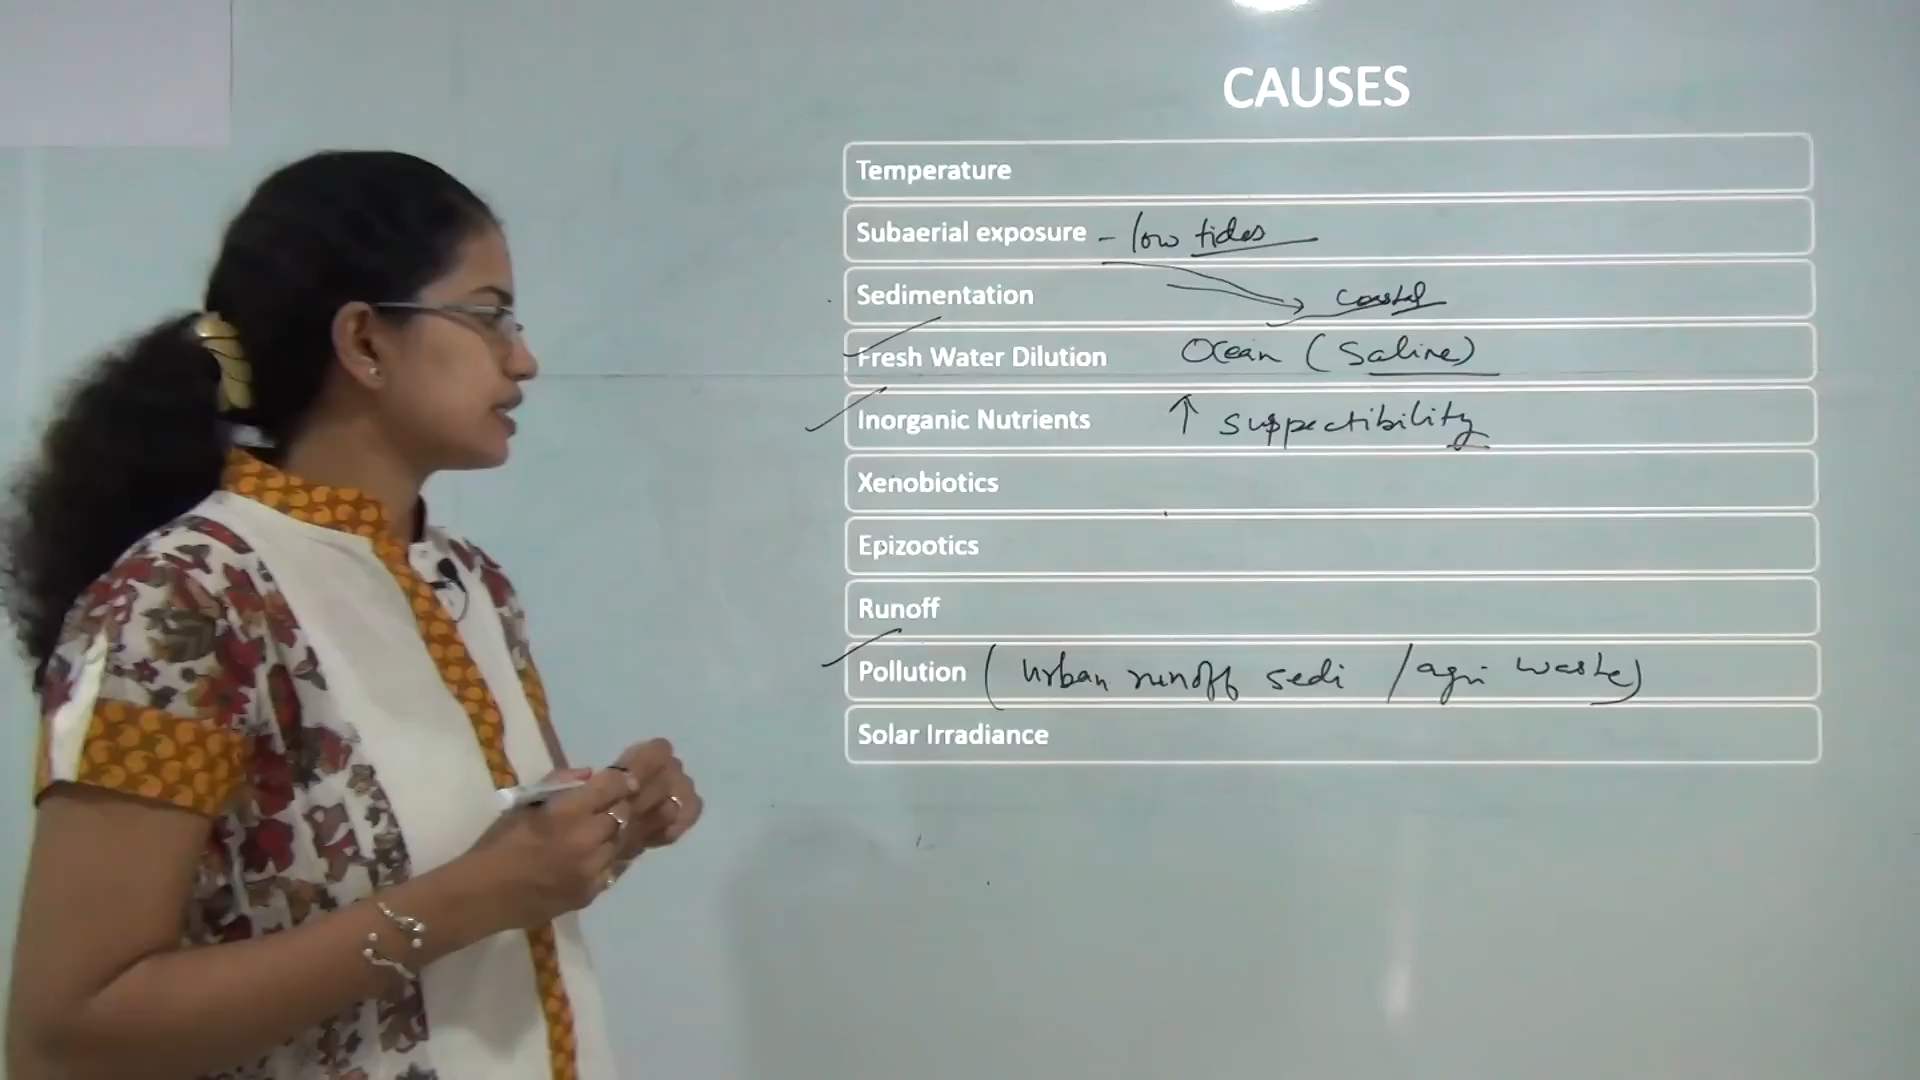 CAUSES
Temperature
Subaerial exposure - low tides
Sedimentation coastal
Fresh Water Dilution Ocean (Saline)
Inorganic Nutrients ↑ suppectibility
Xenobiotics
Epizootics
Runoff
Pollution (Urban runoff sedi / agri waste)
Solar Irradiance